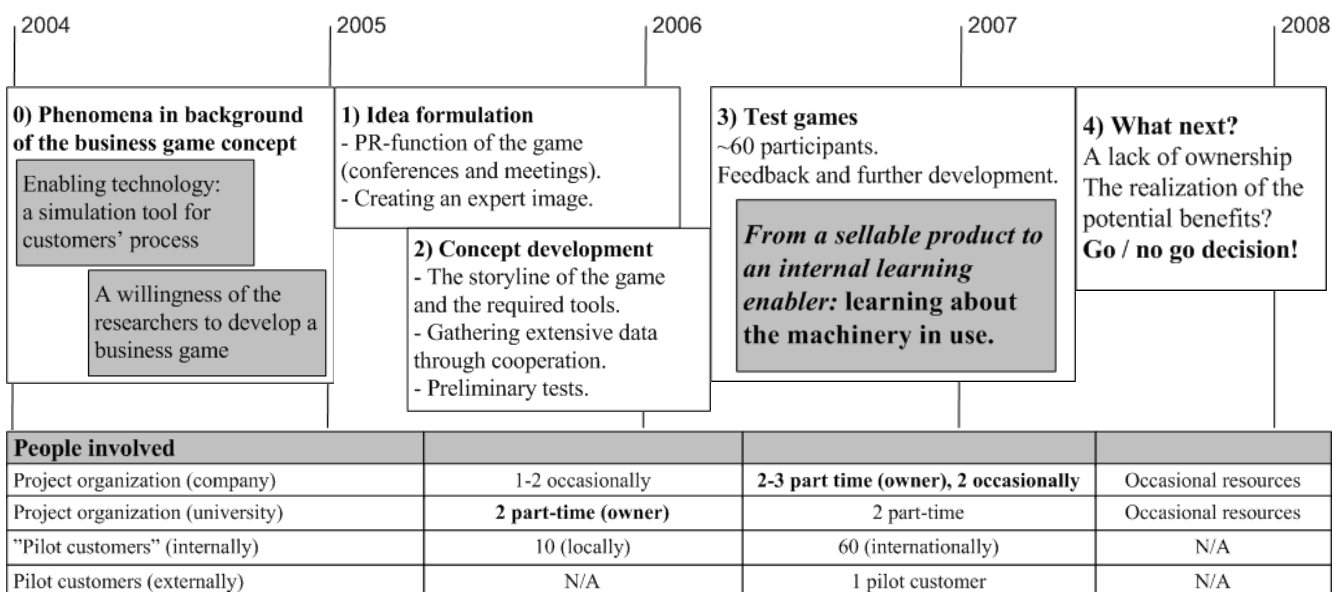 2004
2005
2006
2007
2008
0) Phenomena in background
of the business game concept
Enabling technology:
a simulation tool for
customers’ process
A willingness of the
researchers to develop a
business game
1) Idea formulation
- PR-function of the game
(conferences and meetings).
- Creating an expert image.
2) Concept development
- The storyline of the game
and the required tools.
- Gathering extensive data
through cooperation.
- Preliminary tests.
3) Test games
~60 participants.
Feedback and further development.
From a sellable product to
an internal learning
enabler: learning about
the machinery in use.
4) What next?
A lack of ownership
The realization of the
potential benefits?
Go / no go decision!
People involved
Project organization (company) 1-2 occasionally 2-3 part time (owner), 2 occasionally Occasional resources
Project organization (university) 2 part-time (owner) 2 part-time Occasional resources
”Pilot customers” (internally) 10 (locally) 60 (internationally) N/A
Pilot customers (externally) N/A 1 pilot customer N/A